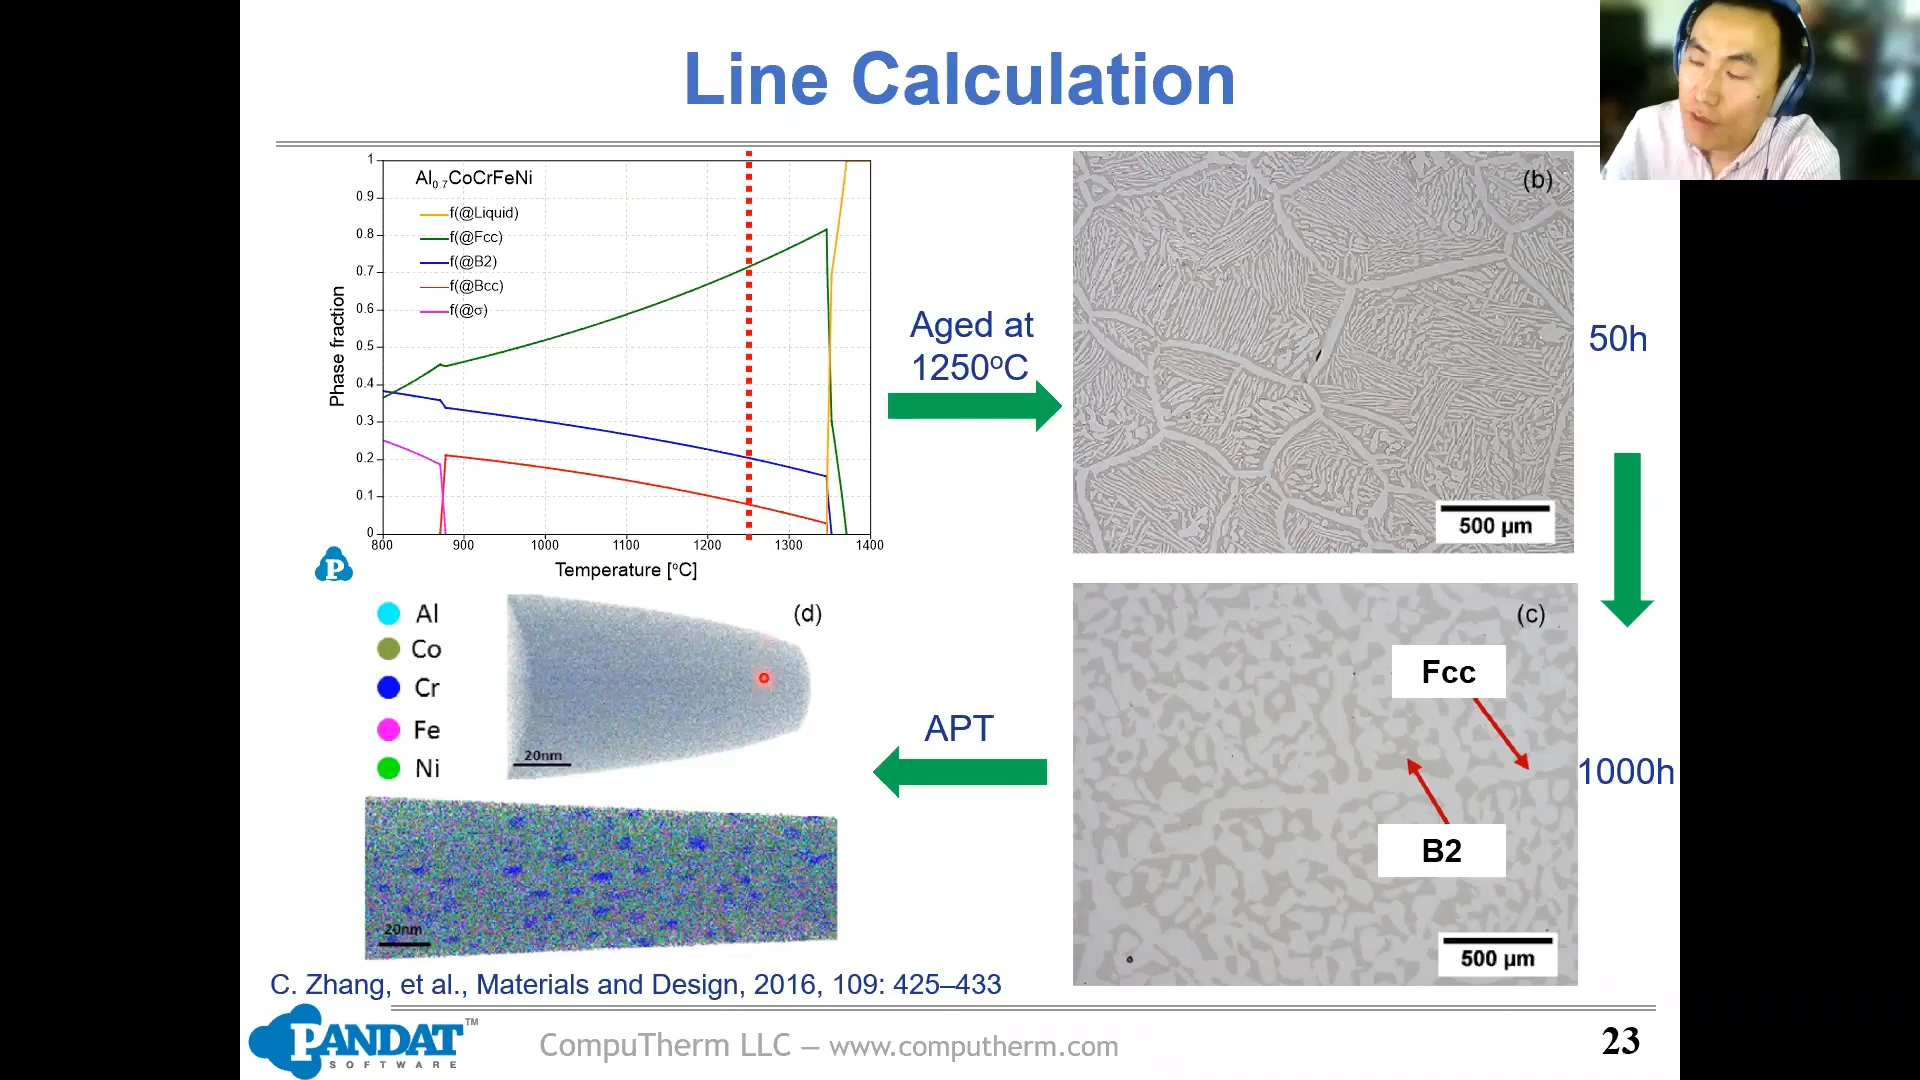 Line Calculation
Al0.7CoCrFeNi
f(@Liquid)
f(@Fcc)
f(@B2)
f(@Bcc)
f(@σ)
Phase fraction
1
0.9
0.8
0.7
0.6
0.5
0.4
0.3
0.2
0.1
0
800
900
1000
1100
1200
1300
1400
Temperature [°C]
Aged at
1250°C
(b)
500 µm
50h
(c)
Fcc
B2
500 µm
1000h
APT
Al
Co
Cr
Fe
Ni
(d)
20nm
20nm
C. Zhang, et al., Materials and Design, 2016, 109: 425–433
P
PANDAT™
SOFTWARE
CompuTherm LLC – www.computherm.com
23